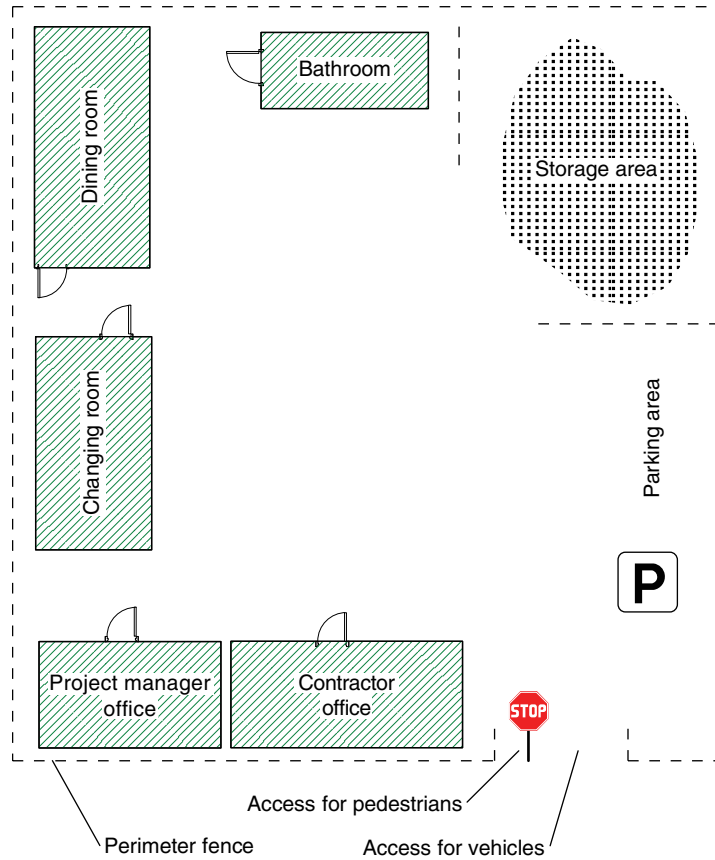 Bathroom
Dining room
Storage area
Changing room
Parking area
P
Project manager
office
Contractor
office
STOP
Access for pedestrians
Perimeter fence
Access for vehicles